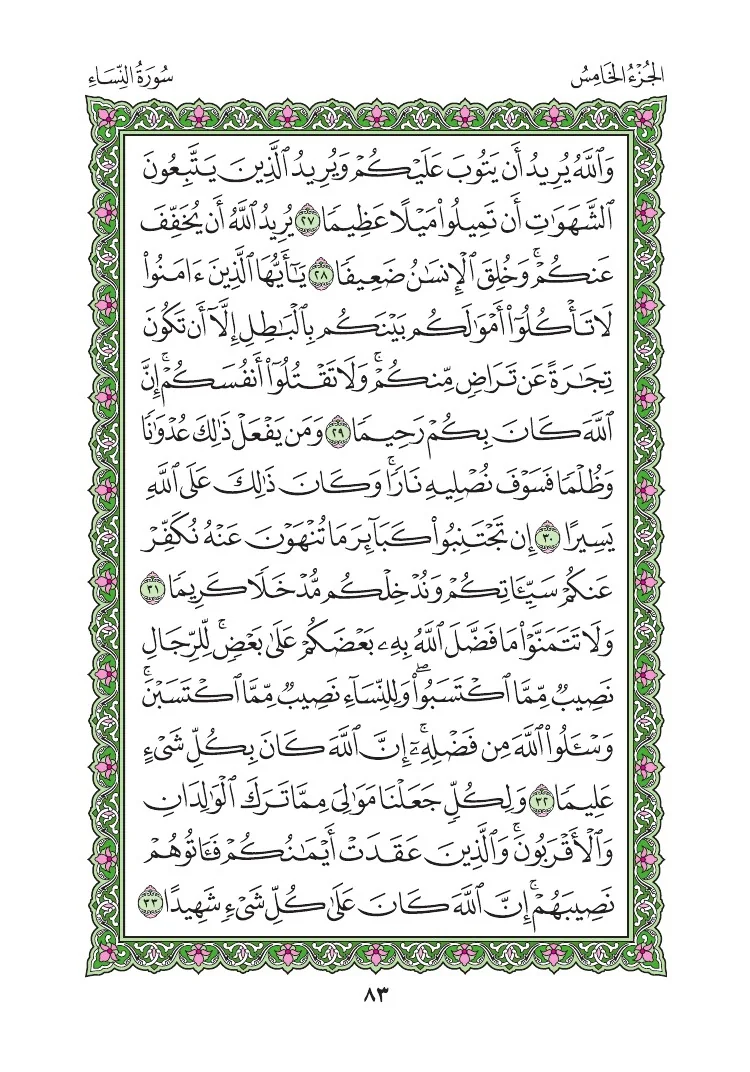 الجُزْءُ الخَامِسُ
سُورَةُ النِّسَاءِ
وَٱللَّهُ يُرِيدُ أَن يَتُوبَ عَلَيْكُمْ وَيُرِيدُ ٱلَّذِينَ يَتَّبِعُونَ
ٱلشَّهَوَٰتِ أَن تَمِيلُوا۟ مَيْلًا عَظِيمًا ٢٧ يُرِيدُ ٱللَّهُ أَن يُخَفِّفَ
عَنكُمْ ۚ وَخُلِقَ ٱلْإِنسَٰنُ ضَعِيفًا ٢٨ يَٰٓأَيُّهَا ٱلَّذِينَ ءَامَنُوا۟
لَا تَأْكُلُوٓا۟ أَمْوَٰلَكُم بَيْنَكُم بِٱلْبَٰطِلِ إِلَّآ أَن تَكُونَ
تِجَٰرَةً عَن تَرَاضٍ مِّنكُمْ ۚ وَلَا تَقْتُلُوٓا۟ أَنفُسَكُمْ ۚ إِنَّ
ٱللَّهَ كَانَ بِكُمْ رَحِيمًا ٢٩ وَمَن يَفْعَلْ ذَٰلِكَ عُدْوَٰنًا
وَظُلْمًا فَسَوْفَ نُصْلِيهِ نَارًا ۚ وَكَانَ ذَٰلِكَ عَلَى ٱللَّهِ
يَسِيرًا ٣٠ إِن تَجْتَنِبُوا۟ كَبَآئِرَ مَا تُنْهَوْنَ عَنْهُ نُكَفِّرْ
عَنكُمْ سَيِّـَٔاتِكُمْ وَنُدْخِلْكُم مُّدْخَلًا كَرِيمًا ٣١
وَلَا تَتَمَنَّوْا۟ مَا فَضَّلَ ٱللَّهُ بِهِۦ بَعْضَكُمْ عَلَىٰ بَعْضٍ ۚ لِّلرِّجَالِ
نَصِيبٌ مِّمَّا ٱكْتَسَبُوا۟ ۖ وَلِلنِّسَآءِ نَصِيبٌ مِّمَّا ٱكْتَسَبْنَ ۚ
وَسْـَٔلُوا۟ ٱللَّهَ مِن فَضْلِهِۦٓ ۗ إِنَّ ٱللَّهَ كَانَ بِكُلِّ شَىْءٍ
عَلِيمًا ٣٢ وَلِكُلٍّ جَعَلْنَا مَوَٰلِىَ مِمَّا تَرَكَ ٱلْوَٰلِدَانِ
وَٱلْأَقْرَبُونَ ۚ وَٱلَّذِينَ عَقَدَتْ أَيْمَٰنُكُمْ فَـَٔاتُوهُمْ
نَصِيبَهُمْ ۚ إِنَّ ٱللَّهَ كَانَ عَلَىٰ كُلِّ شَىْءٍ شَهِيدًا ٣٣
٨٣